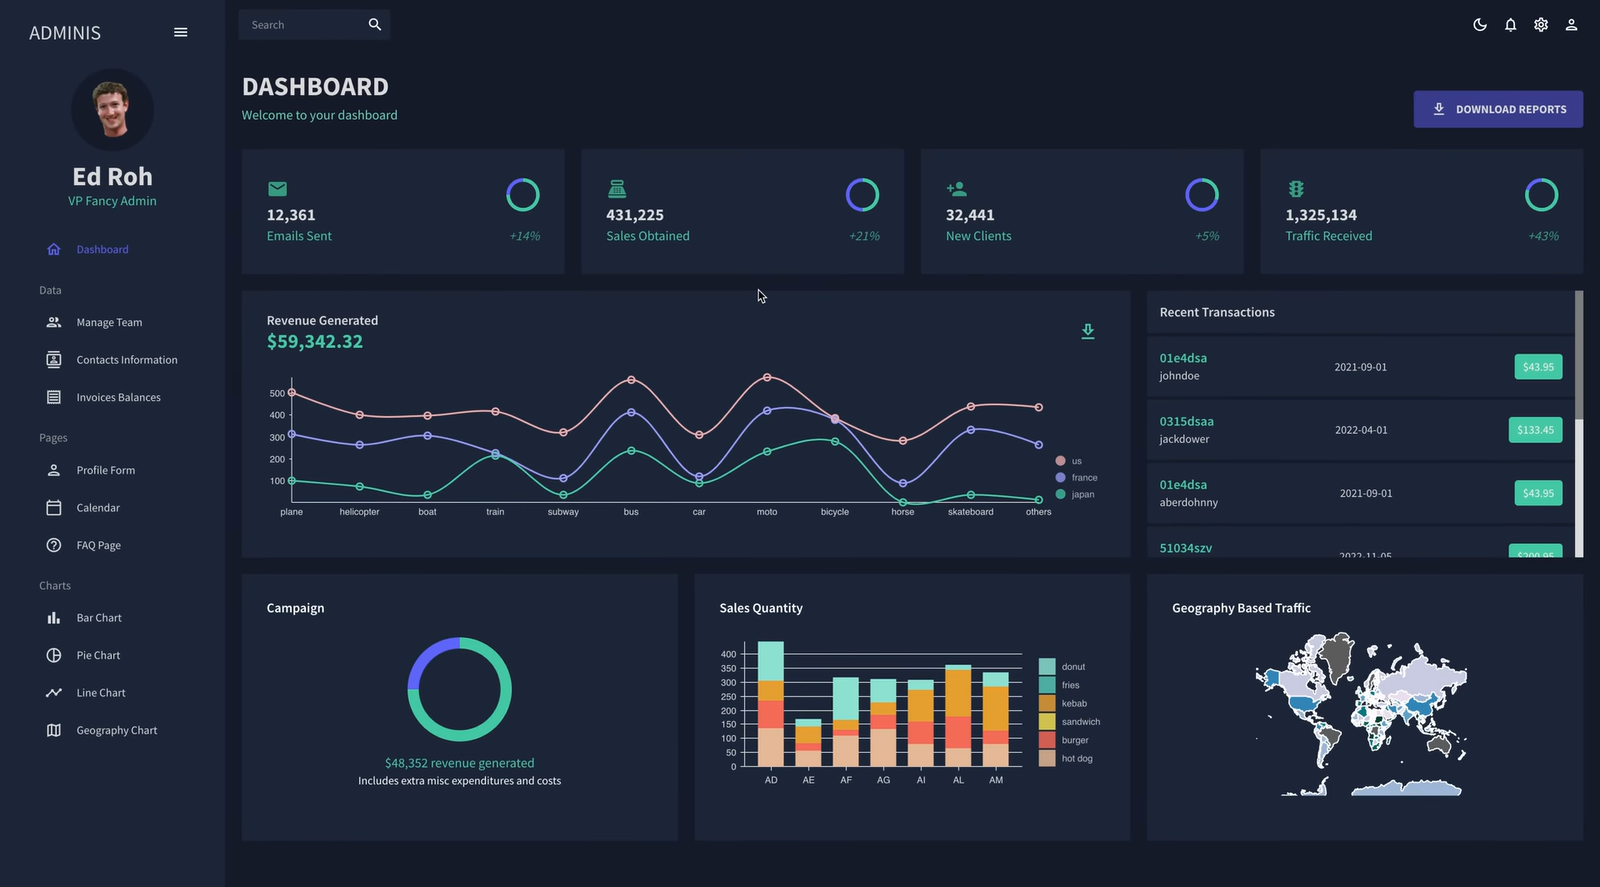 ADMINIS
Search
Ed Roh
VP Fancy Admin
Dashboard
Data
Manage Team
Contacts Information
Invoices Balances
Pages
Profile Form
Calendar
FAQ Page
Charts
Bar Chart
Pie Chart
Line Chart
Geography Chart
DASHBOARD
Welcome to your dashboard
DOWNLOAD REPORTS
12,361
Emails Sent
+14%
431,225
Sales Obtained
+21%
32,441
New Clients
+5%
1,325,134
Traffic Received
+43%
Revenue Generated
$59,342.32
500
400
300
200
100
plane helicopter boat train subway bus car moto bicycle horse skateboard others
us
france
japan
Recent Transactions
01e4dsa
johndoe
2021-09-01
$43.95
0315dsaa
jackdower
2022-04-01
$133.45
01e4dsa
aberdohnny
2021-09-01
$43.95
51034szv
2022-11-05
$200.95
Campaign
$48,352 revenue generated
Includes extra misc expenditures and costs
Sales Quantity
400
350
300
250
200
150
100
50
0
AD AE AF AG AI AL AM
donut
fries
kebab
sandwich
burger
hot dog
Geography Based Traffic